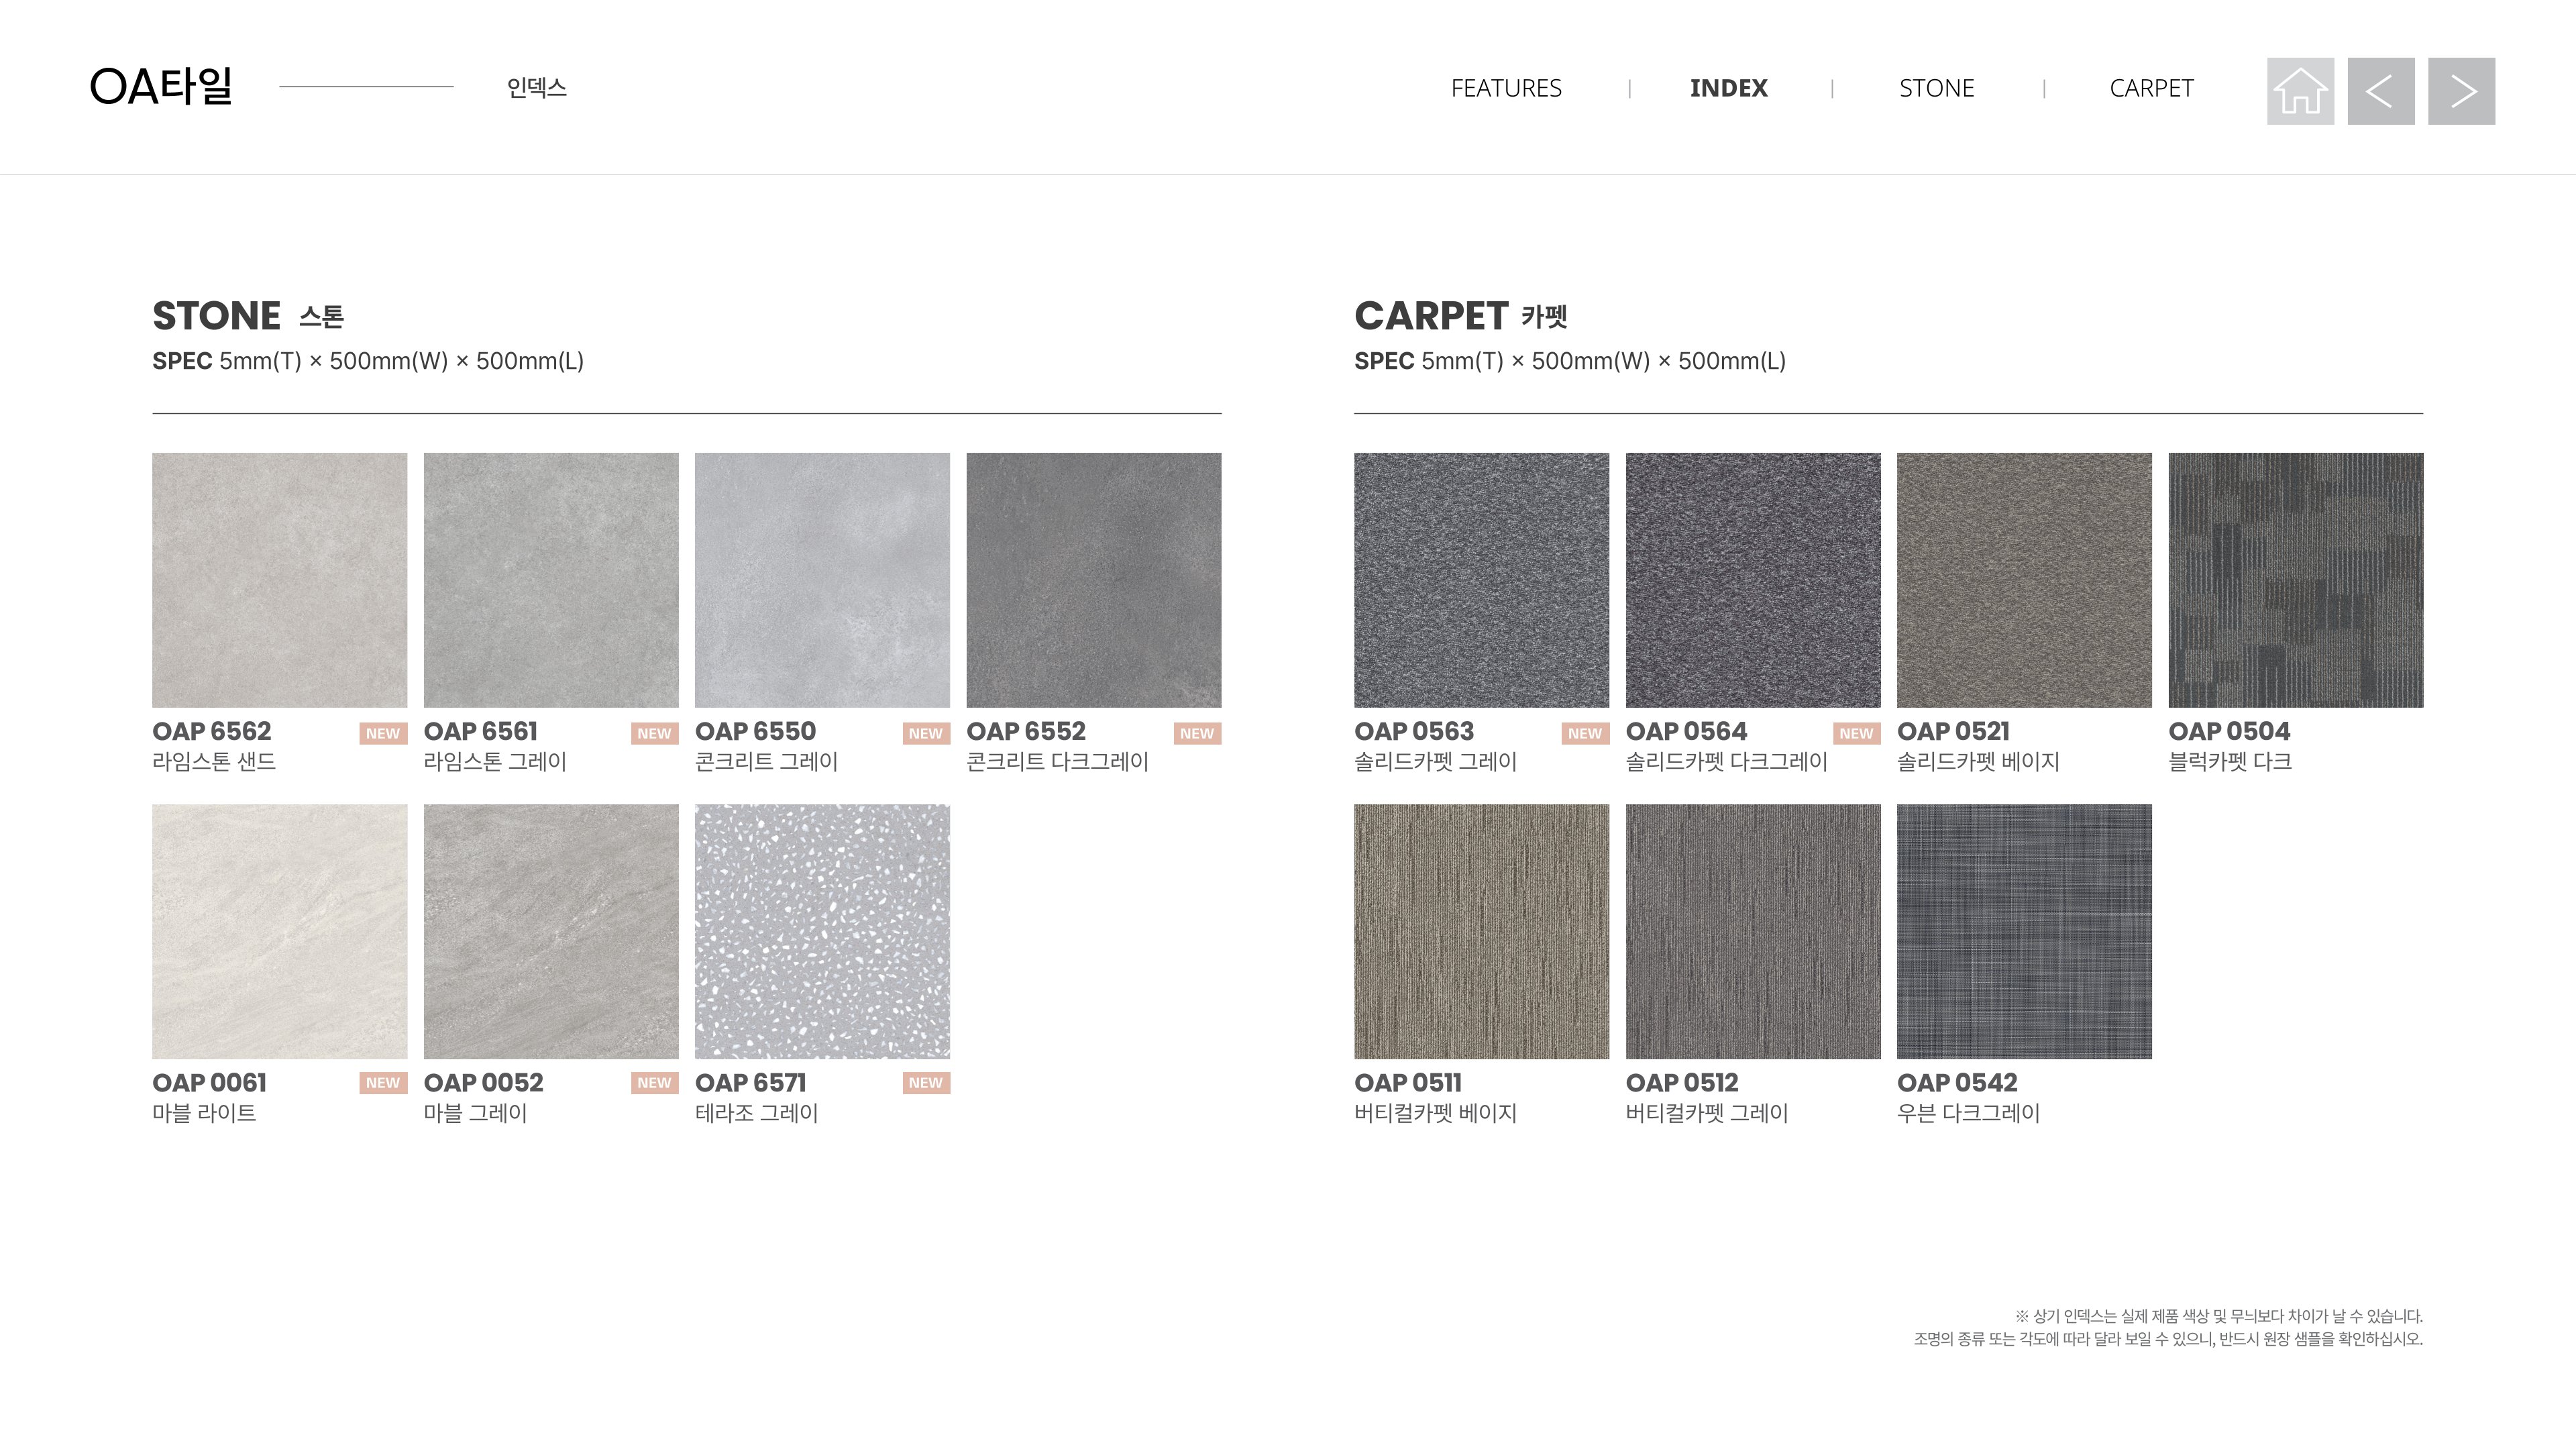 OA타일
인덱스
FEATURES | INDEX | STONE | CARPET
STONE 스톤
SPEC 5mm(T) × 500mm(W) × 500mm(L)
OAP 6562 NEW
라임스톤 샌드
OAP 6561 NEW
라임스톤 그레이
OAP 6550 NEW
콘크리트 그레이
OAP 6552 NEW
콘크리트 다크그레이
OAP 0061 NEW
마블 라이트
OAP 0052 NEW
마블 그레이
OAP 6571 NEW
테라조 그레이
CARPET 카펫
SPEC 5mm(T) × 500mm(W) × 500mm(L)
OAP 0563 NEW
솔리드카펫 그레이
OAP 0564 NEW
솔리드카펫 다크그레이
OAP 0521
솔리드카펫 베이지
OAP 0504
블럭카펫 다크
OAP 0511
버티컬카펫 베이지
OAP 0512
버티컬카펫 그레이
OAP 0542
우븐 다크그레이
※ 상기 인덱스는 실제 제품 색상 및 무늬보다 차이가 날 수 있습니다.
조명의 종류 또는 각도에 따라 달라 보일 수 있으니, 반드시 원장 샘플을 확인하십시오.